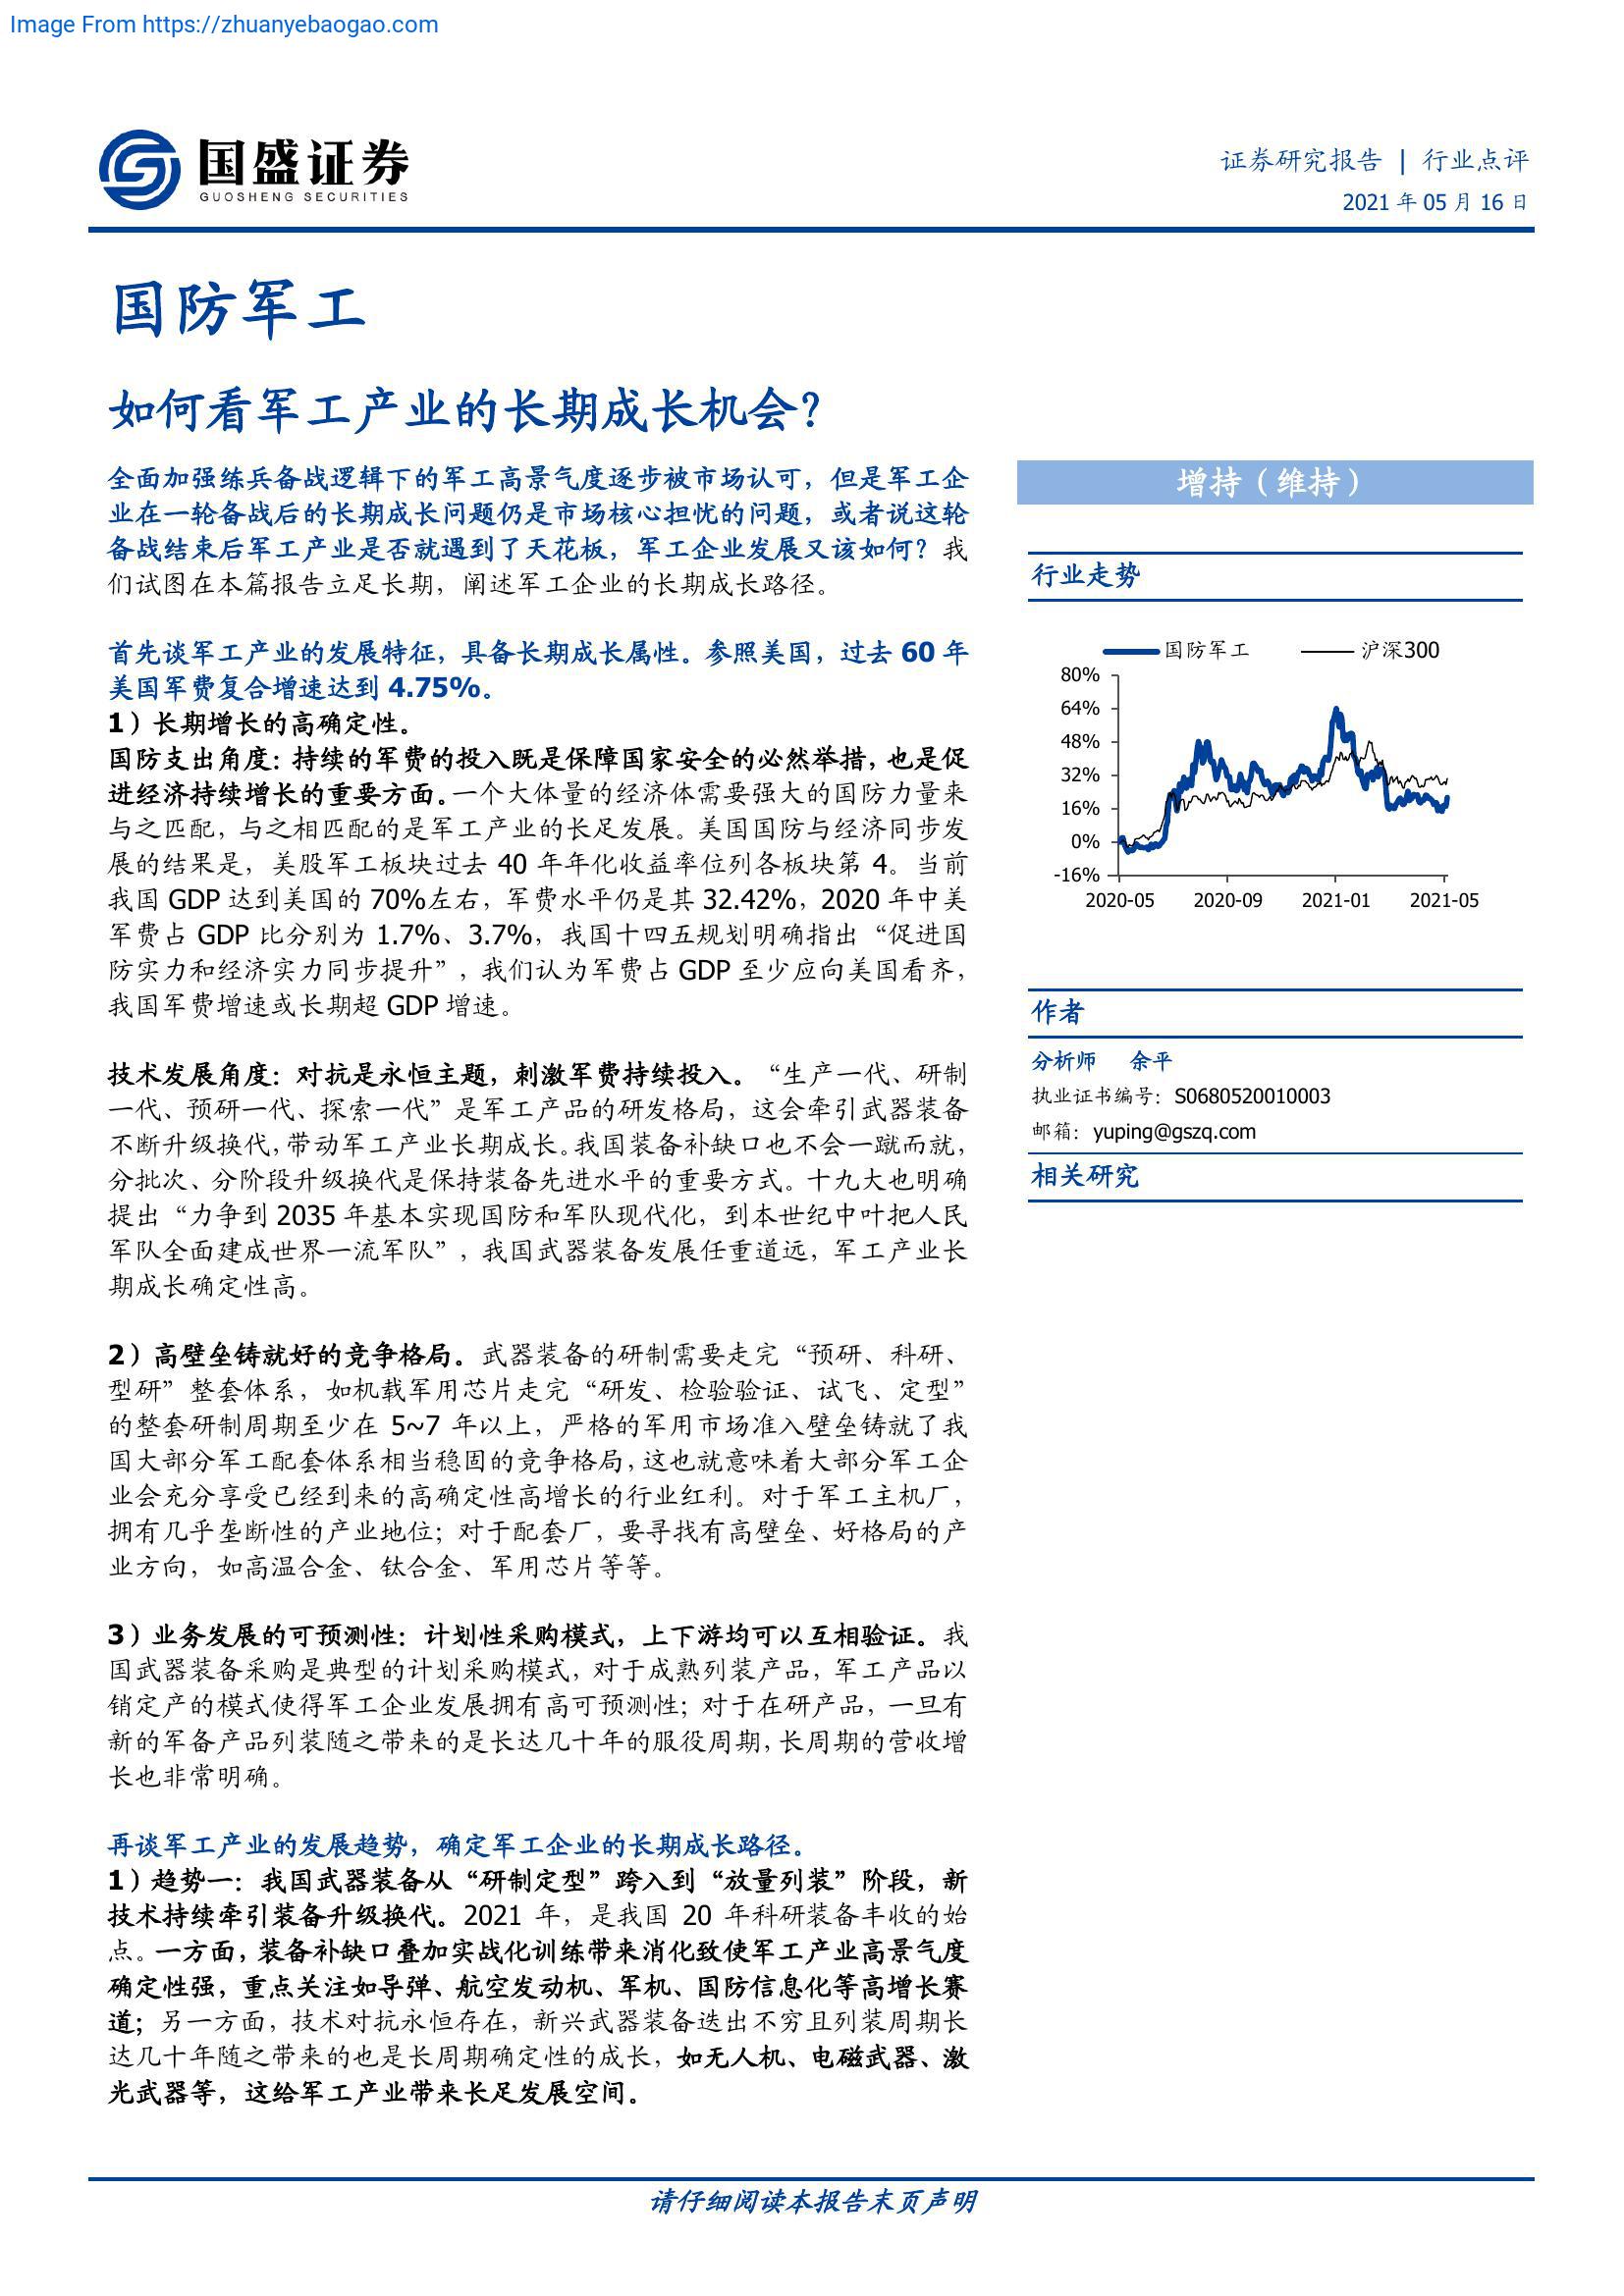 Image From https://zhuanyebaogao.com
国盛证券
GUOSHENG SECURITIES
证券研究报告 | 行业点评
2021 年 05 月 16 日
国防军工
如何看军工产业的长期成长机会？
全面加强练兵备战逻辑下的军工高景气度逐步被市场认可，但是军工企
业在一轮备战后的长期成长问题仍是市场核心担忧的问题，或者说这轮
备战结束后军工产业是否就遇到了天花板，军工企业发展又该如何？我
们试图在本篇报告立足长期，阐述军工企业的长期成长路径。
首先谈军工产业的发展特征，具备长期成长属性。参照美国，过去 60 年
美国军费复合增速达到 4.75%。
1）长期增长的高确定性。
国防支出角度：持续的军费的投入既是保障国家安全的必然举措，也是促
进经济持续增长的重要方面。一个大体量的经济体需要强大的国防力量来
与之匹配，与之相匹配的是军工产业的长足发展。美国国防与经济同步发
展的结果是，美股军工板块过去 40 年年化收益率位列各板块第 4。当前
我国 GDP 达到美国的 70%左右，军费水平仍是其 32.42%，2020 年中美
军费占 GDP 比分别为 1.7%、3.7%，我国十四五规划明确指出“促进国
防实力和经济实力同步提升”，我们认为军费占 GDP 至少应向美国看齐，
我国军费增速或长期超 GDP 增速。
技术发展角度：对抗是永恒主题，刺激军费持续投入。“生产一代、研制
一代、预研一代、探索一代”是军工产品的研发格局，这会牵引武器装备
不断升级换代，带动军工产业长期成长。我国装备补缺口也不会一蹴而就，
分批次、分阶段升级换代是保持装备先进水平的重要方式。十九大也明确
提出“力争到 2035 年基本实现国防和军队现代化，到本世纪中叶把人民
军队全面建成世界一流军队”，我国武器装备发展任重道远，军工产业长
期成长确定性高。
2）高壁垒铸就好的竞争格局。武器装备的研制需要走完“预研、科研、
型研”整套体系，如机载军用芯片走完“研发、检验验证、试飞、定型”
的整套研制周期至少在 5~7 年以上，严格的军用市场准入壁垒铸就了我
国大部分军工配套体系相当稳固的竞争格局，这也就意味着大部分军工企
业会充分享受已经到来的高确定性高增长的行业红利。对于军工主机厂，
拥有几乎垄断性的产业地位；对于配套厂，要寻找有高壁垒、好格局的产
业方向，如高温合金、钛合金、军用芯片等等。
3）业务发展的可预测性：计划性采购模式，上下游均可以互相验证。我
国武器装备采购是典型的计划采购模式，对于成熟列装产品，军工产品以
销定产的模式使得军工企业发展拥有高可预测性；对于在研产品，一旦有
新的军备产品列装随之带来的是长达几十年的服役周期，长周期的营收增
长也非常明确。
再谈军工产业的发展趋势，确定军工企业的长期成长路径。
1）趋势一：我国武器装备从“研制定型”跨入到“放量列装”阶段，新
技术持续牵引装备升级换代。2021 年，是我国 20 年科研装备丰收的始
点。一方面，装备补缺口叠加实战化训练带来消化致使军工产业高景气度
确定性强，重点关注如导弹、航空发动机、军机、国防信息化等高增长赛
道；另一方面，技术对抗永恒存在，新兴武器装备迭出不穷且列装周期长
达几十年随之带来的也是长周期确定性的成长，如无人机、电磁武器、激
光武器等，这给军工产业带来长足发展空间。
增持（维持）
行业走势
国防军工 沪深300
80%
64%
48%
32%
16%
0%
-16%
2020-05 2020-09 2021-01 2021-05
作者
分析师 余平
执业证书编号：S0680520010003
邮箱：yuping@gszq.com
相关研究
请仔细阅读本报告末页声明